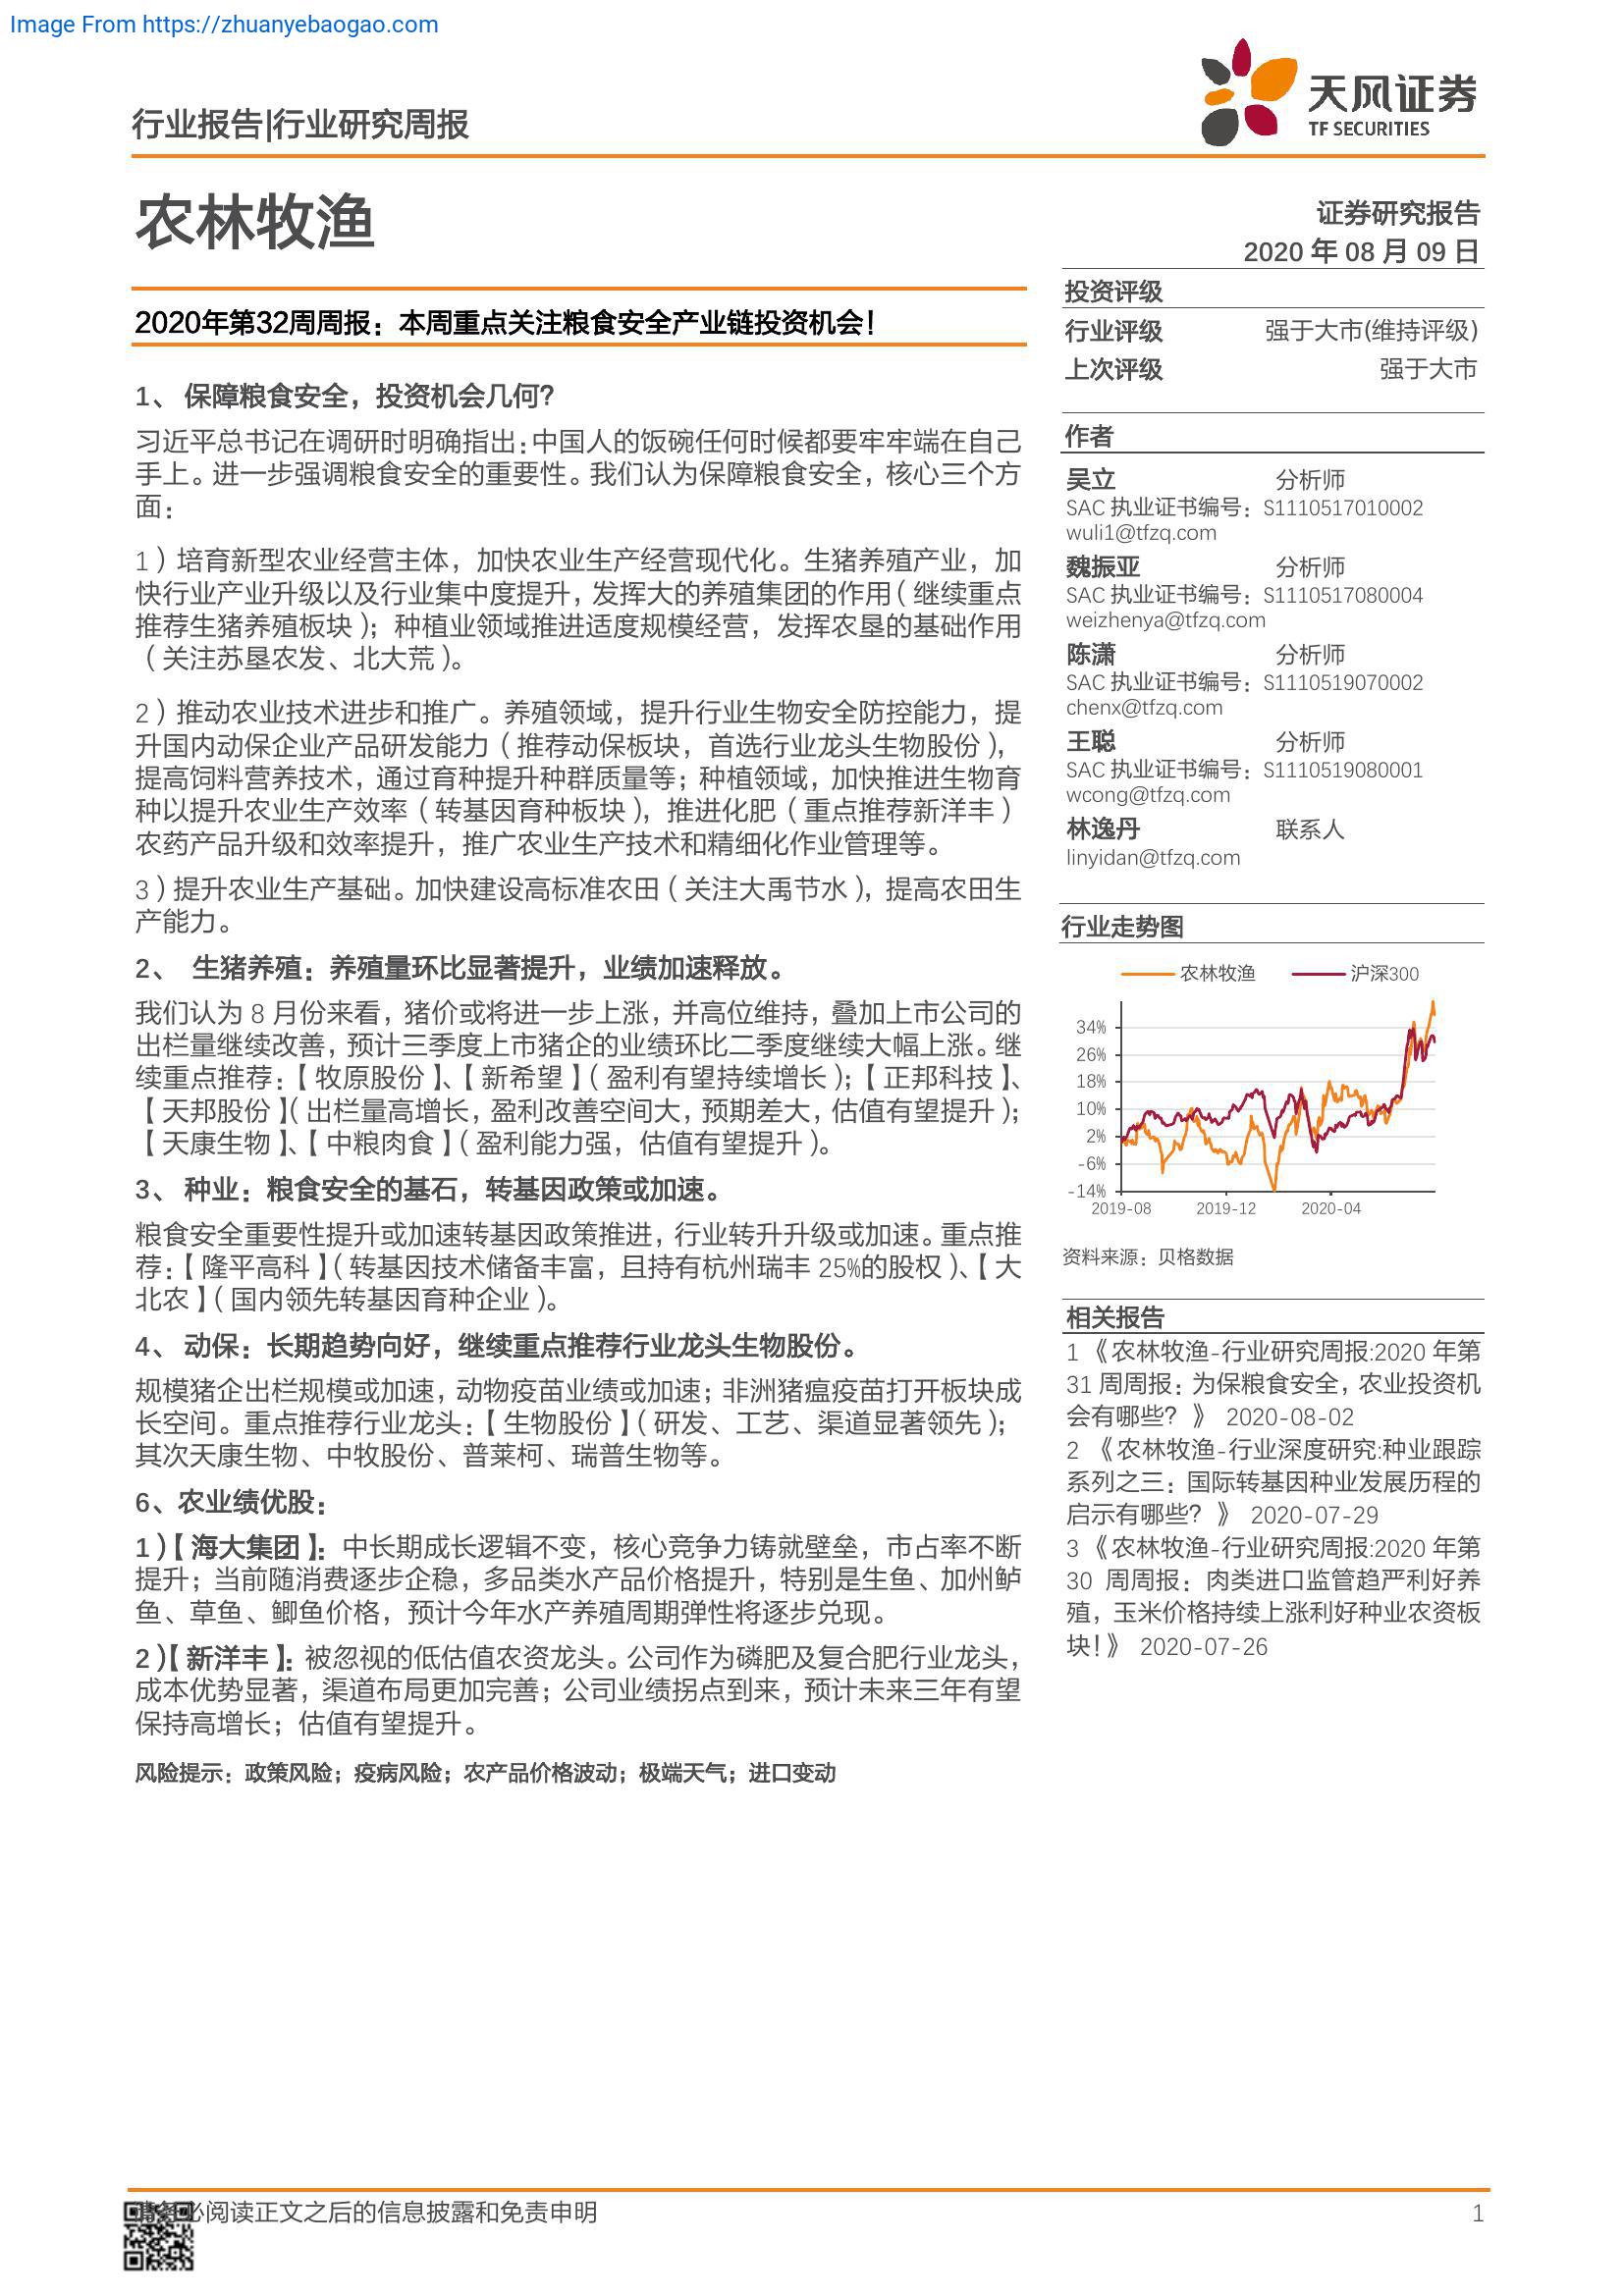 Image From https://zhuanyebaogao.com
行业报告|行业研究周报
天风证券
TF SECURITIES
农林牧渔
证券研究报告
2020 年 08 月 09 日
2020年第32周周报：本周重点关注粮食安全产业链投资机会！
1、 保障粮食安全，投资机会几何？
习近平总书记在调研时明确指出：中国人的饭碗任何时候都要牢牢端在自己
手上。进一步强调粮食安全的重要性。我们认为保障粮食安全，核心三个方
面：
1）培育新型农业经营主体，加快农业生产经营现代化。生猪养殖产业，加
快行业产业升级以及行业集中度提升，发挥大的养殖集团的作用（继续重点
推荐生猪养殖板块）；种植业领域推进适度规模经营，发挥农垦的基础作用
（关注苏垦农发、北大荒）。
2）推动农业技术进步和推广。养殖领域，提升行业生物安全防控能力，提
升国内动保企业产品研发能力（推荐动保板块，首选行业龙头生物股份），
提高饲料营养技术，通过育种提升种群质量等；种植领域，加快推进生物育
种以提升农业生产效率（转基因育种板块），推进化肥（重点推荐新洋丰）
农药产品升级和效率提升，推广农业生产技术和精细化作业管理等。
3）提升农业生产基础。加快建设高标准农田（关注大禹节水），提高农田生
产能力。
2、 生猪养殖：养殖量环比显著提升，业绩加速释放。
我们认为 8 月份来看，猪价或将进一步上涨，并高位维持，叠加上市公司的
出栏量继续改善，预计三季度上市猪企的业绩环比二季度继续大幅上涨。继
续重点推荐：【牧原股份】、【新希望】（盈利有望持续增长）；【正邦科技】、
【天邦股份】（出栏量高增长，盈利改善空间大，预期差大，估值有望提升）；
【天康生物】、【中粮肉食】（盈利能力强，估值有望提升）。
3、 种业：粮食安全的基石，转基因政策或加速。
粮食安全重要性提升或加速转基因政策推进，行业转升升级或加速。重点推
荐：【隆平高科】（转基因技术储备丰富，且持有杭州瑞丰 25%的股权）、【大
北农】（国内领先转基因育种企业）。
4、 动保：长期趋势向好，继续重点推荐行业龙头生物股份。
规模猪企出栏规模或加速，动物疫苗业绩或加速；非洲猪瘟疫苗打开板块成
长空间。重点推荐行业龙头：【生物股份】（研发、工艺、渠道显著领先）；
其次天康生物、中牧股份、普莱柯、瑞普生物等。
6、农业绩优股：
1）【海大集团】：中长期成长逻辑不变，核心竞争力铸就壁垒，市占率不断
提升；当前随消费逐步企稳，多品类水产品价格提升，特别是生鱼、加州鲈
鱼、草鱼、鲫鱼价格，预计今年水产养殖周期弹性将逐步兑现。
2）【新洋丰】：被忽视的低估值农资龙头。公司作为磷肥及复合肥行业龙头，
成本优势显著，渠道布局更加完善；公司业绩拐点到来，预计未来三年有望
保持高增长；估值有望提升。
风险提示：政策风险；疫病风险；农产品价格波动；极端天气；进口变动
投资评级
行业评级 强于大市(维持评级)
上次评级 强于大市
作者
吴立 分析师
SAC 执业证书编号：S1110517010002
wuli1@tfzq.com
魏振亚 分析师
SAC 执业证书编号：S1110517080004
weizhenya@tfzq.com
陈潇 分析师
SAC 执业证书编号：S1110519070002
chenx@tfzq.com
王聪 分析师
SAC 执业证书编号：S1110519080001
wcong@tfzq.com
林逸丹 联系人
linyidan@tfzq.com
行业走势图
农林牧渔 沪深300
34%
26%
18%
10%
2%
-6%
-14%
2019-08 2019-12 2020-04
资料来源：贝格数据
相关报告
1 《农林牧渔-行业研究周报:2020 年第
31 周周报：为保粮食安全，农业投资机
会有哪些？》 2020-08-02
2 《农林牧渔-行业深度研究:种业跟踪
系列之三：国际转基因种业发展历程的
启示有哪些？》 2020-07-29
3 《农林牧渔-行业研究周报:2020 年第
30 周周报：肉类进口监管趋严利好养
殖，玉米价格持续上涨利好种业农资板
块！》 2020-07-26
请务必阅读正文之后的信息披露和免责申明
1